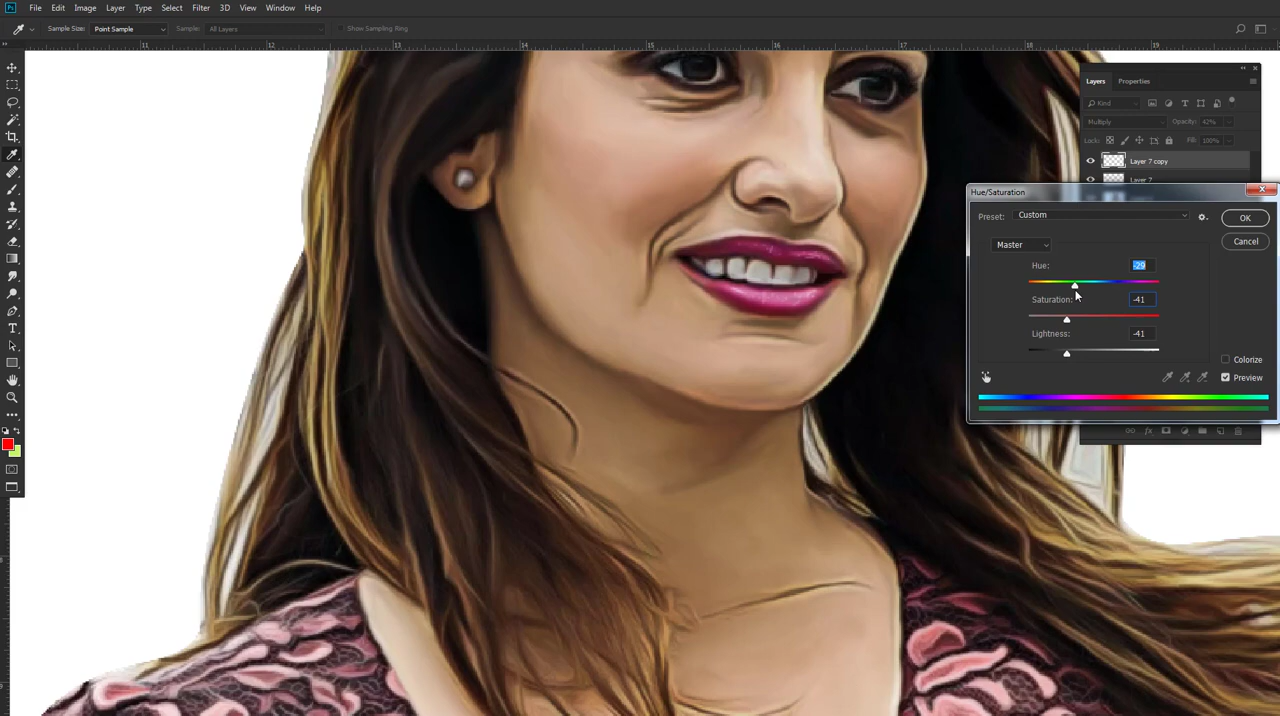 Ps File Edit Image Layer Type Select Filter 3D View Window Help
Sample Size: Point Sample Sample: All Layers Show Sampling Ring
11 12 13 14 15 16 17 18 19
Layers Properties
Kind
Multiply Opacity: 42%
Lock: Fill: 100%
Layer 7 copy
Layer 7
Hue/Saturation
Preset: Custom OK
Master Cancel
Hue: -29
Saturation: -41
Lightness: -41
Colorize
Preview